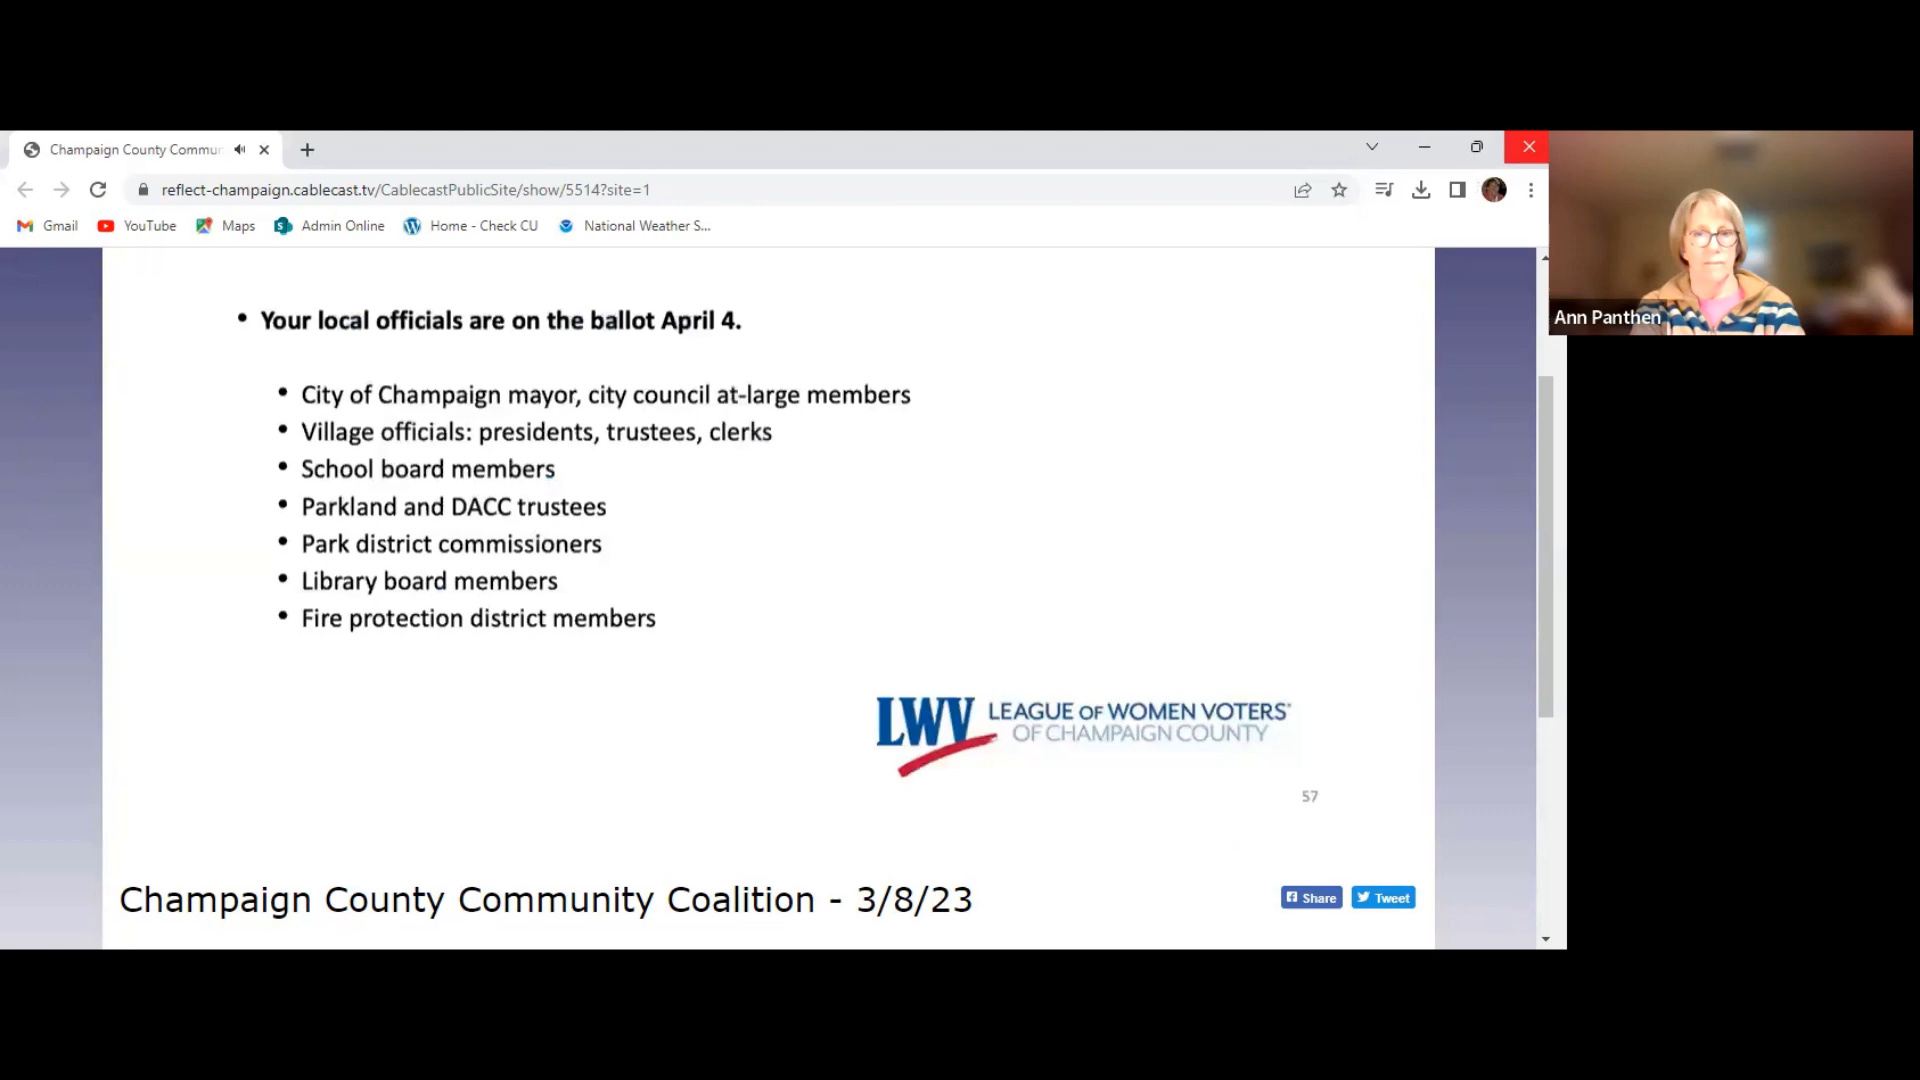 Champaign County Commu
reflect-champaign.cablecast.tv/CablecastPublicSite/show/5514?site=1
Gmail YouTube Maps Admin Online Home - Check CU National Weather S...
Ann Panthen
• Your local officials are on the ballot April 4.
• City of Champaign mayor, city council at-large members
• Village officials: presidents, trustees, clerks
• School board members
• Parkland and DACC trustees
• Park district commissioners
• Library board members
• Fire protection district members
LWV LEAGUE OF WOMEN VOTERS®
OF CHAMPAIGN COUNTY
57
Champaign County Community Coalition - 3/8/23
Share Tweet